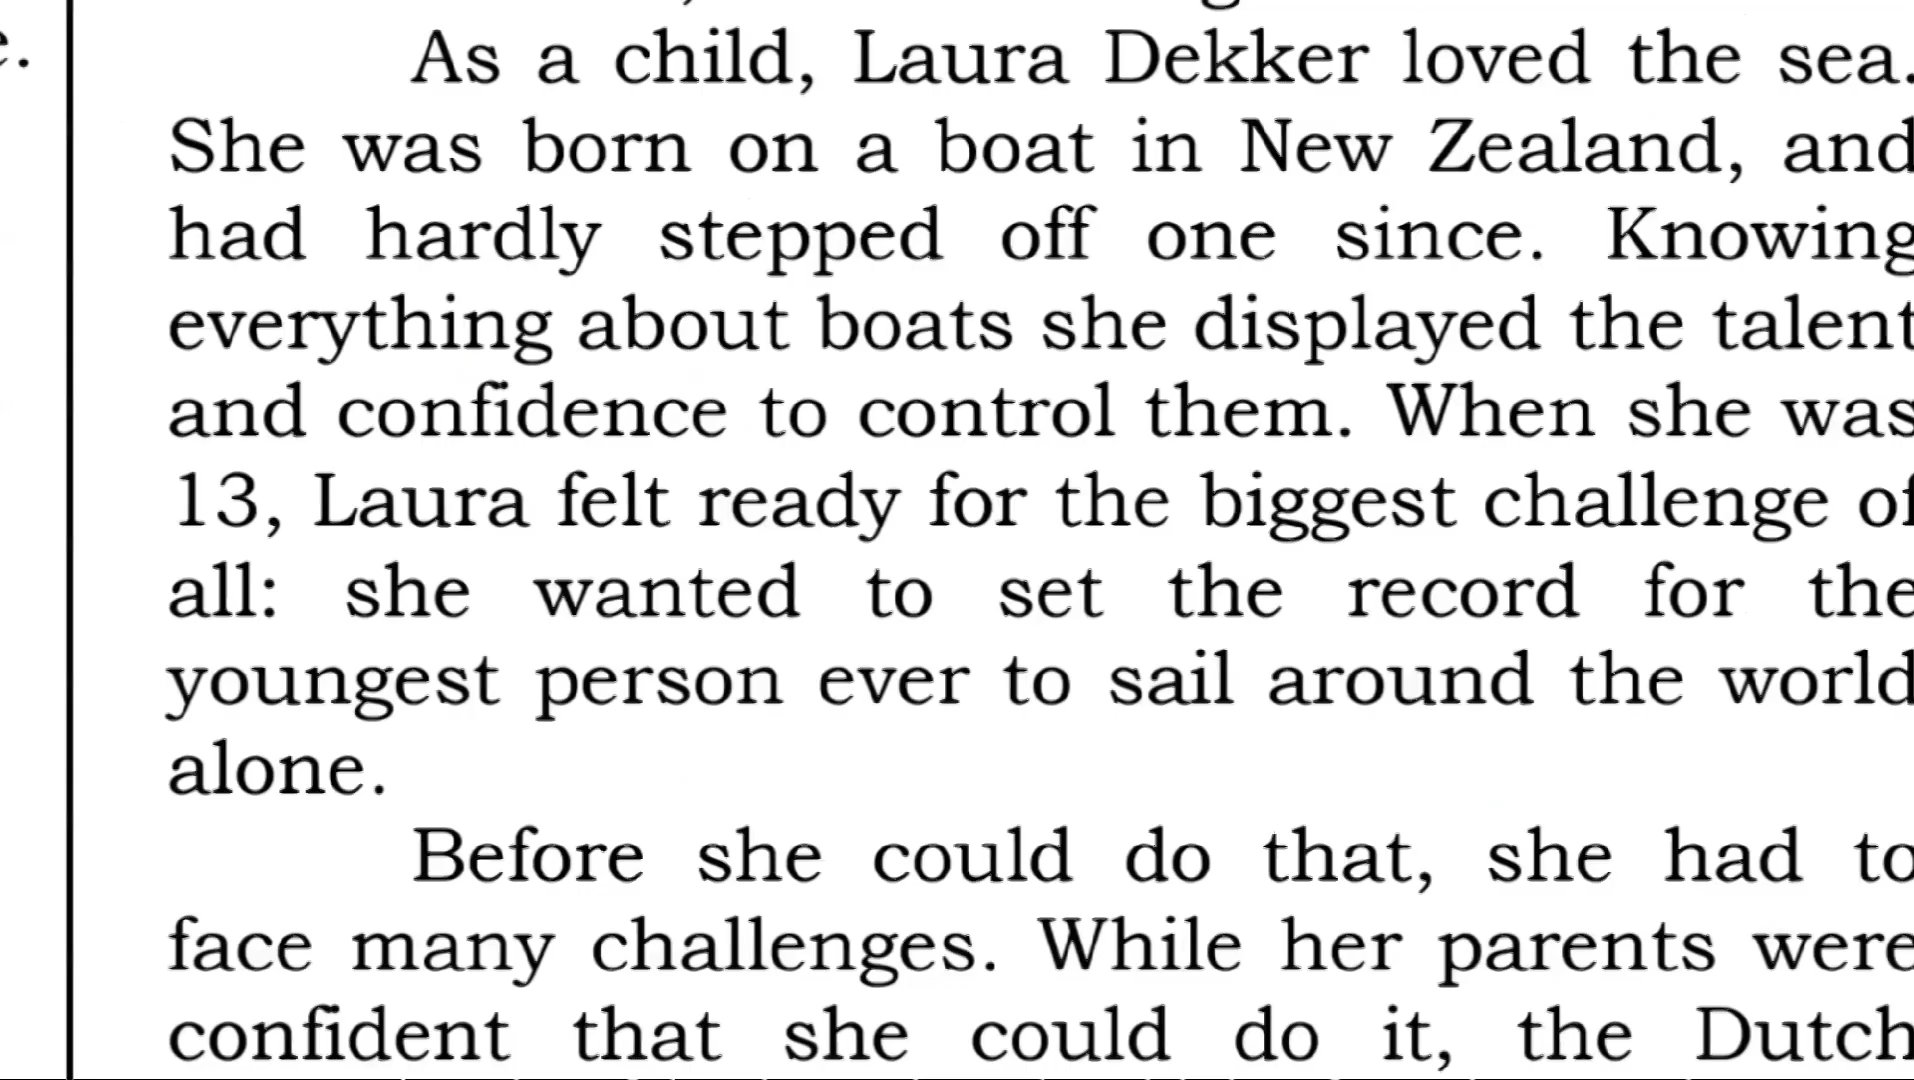 As a child, Laura Dekker loved the sea.
She was born on a boat in New Zealand, and
had hardly stepped off one since. Knowing
everything about boats she displayed the talent
and confidence to control them. When she was
13, Laura felt ready for the biggest challenge of
all: she wanted to set the record for the
youngest person ever to sail around the world
alone.
Before she could do that, she had to
face many challenges. While her parents were
confident that she could do it, the Dutch